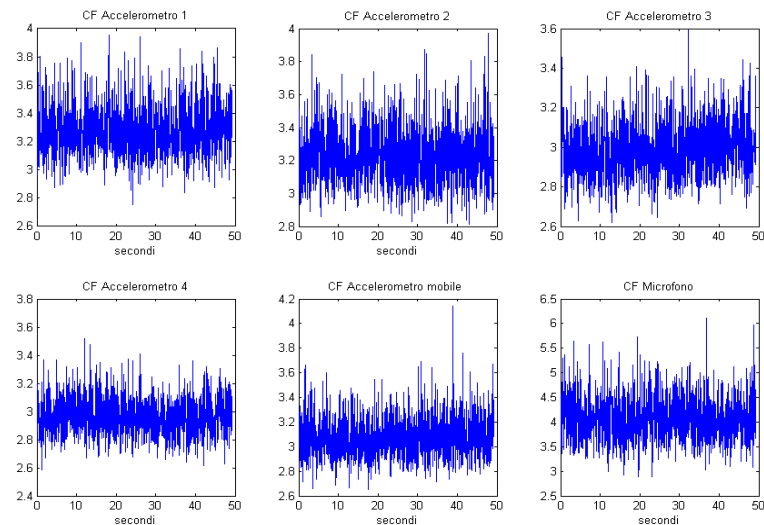 CF Accelerometro 1
4
3.8
3.6
3.4
3.2
3
2.8
2.6
0 10 20 30 40 50
secondi
CF Accelerometro 2
4
3.8
3.6
3.4
3.2
3
2.8
0 10 20 30 40 50
secondi
CF Accelerometro 3
3.6
3.4
3.2
3
2.8
2.6
0 10 20 30 40 50
CF Accelerometro 4
3.8
3.6
3.4
3.2
3
2.8
2.6
2.4
0 10 20 30 40 50
secondi
CF Accelerometro mobile
4.2
4
3.8
3.6
3.4
3.2
3
2.8
2.6
0 10 20 30 40 50
secondi
CF Microfono
6.5
6
5.5
5
4.5
4
3.5
3
2.5
0 10 20 30 40 50
secondi